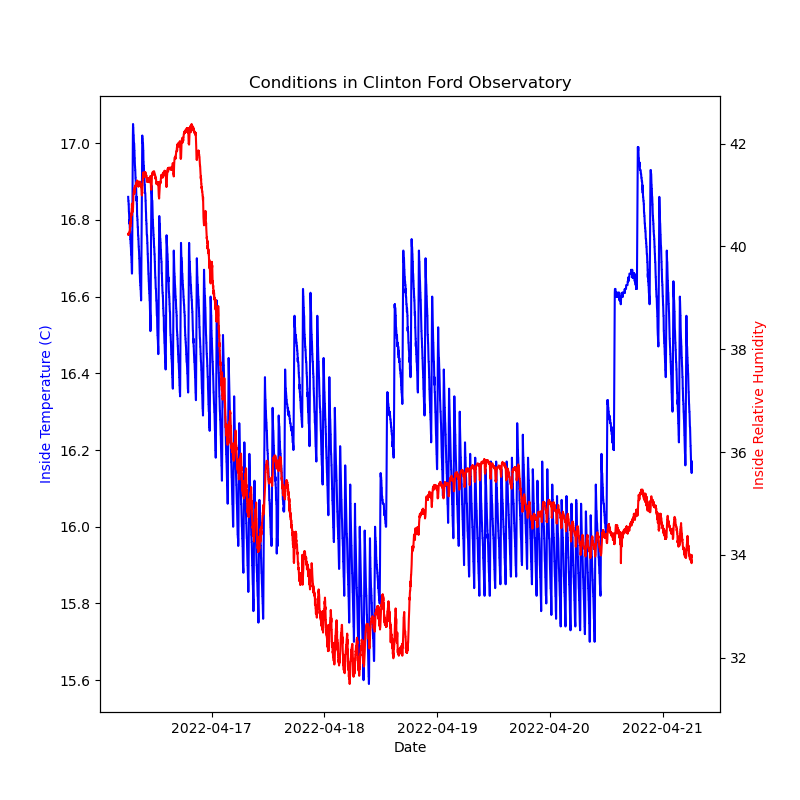 Conditions in Clinton Ford Observatory
17.0
16.8
16.6
16.4
16.2
16.0
15.8
15.6
Inside Temperature (C)
42
40
38
36
34
32
Inside Relative Humidity
2022-04-17 2022-04-18 2022-04-19 2022-04-20 2022-04-21
Date